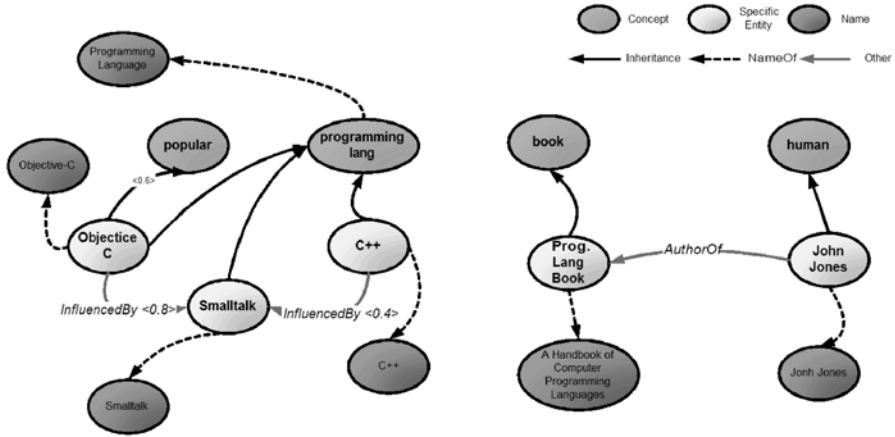 Concept
Specific
Entity
Name
Inheritance
NameOf
Other
Programming
Language
popular
programming
lang
Objective-C
<0.6>
Objectice
C
C++
InfluencedBy <0.8>
Smalltalk
InfluencedBy <0.4>
C++
Smalltalk
book
human
Prog.
Lang
Book
AuthorOf
John
Jones
A Handbook of
Computer
Programming
Languages
Jonh Jones